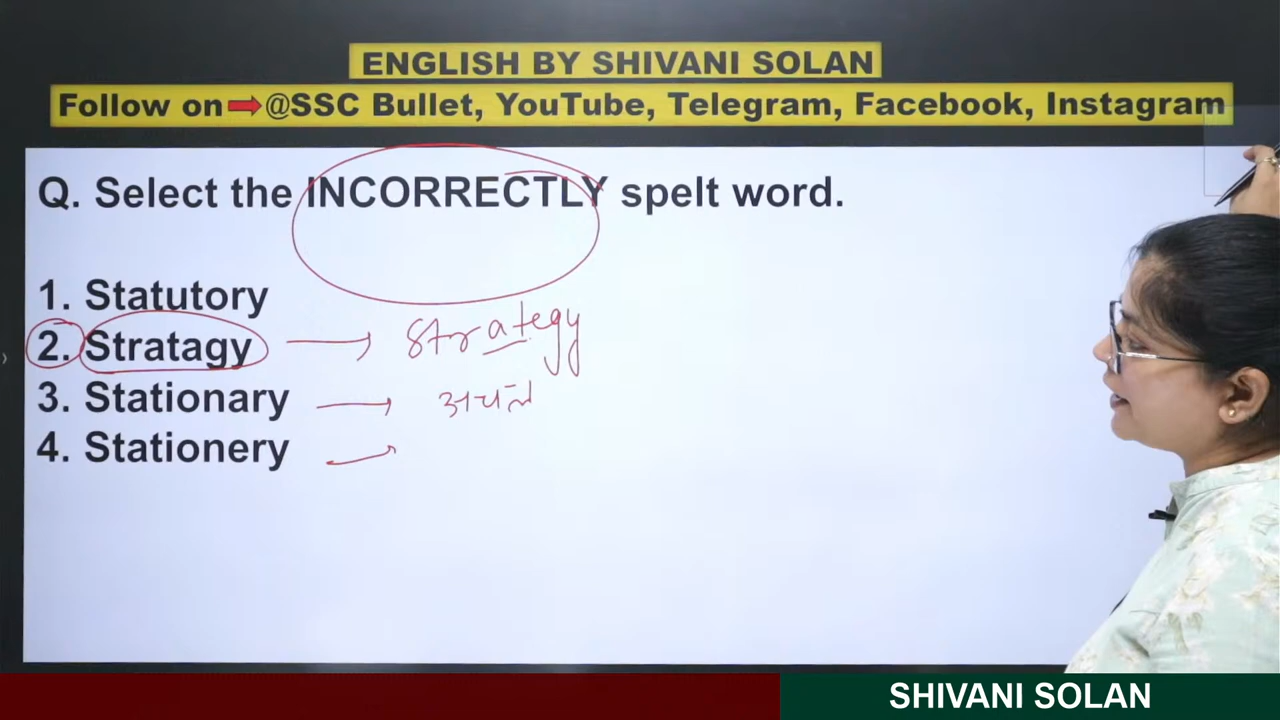 ENGLISH BY SHIVANI SOLAN
Follow on @SSC Bullet, YouTube, Telegram, Facebook, Instagram
Q. Select the INCORRECTLY spelt word.
1. Statutory
2. Stratagy strategy
3. Stationary
4. Stationery
SHIVANI SOLAN